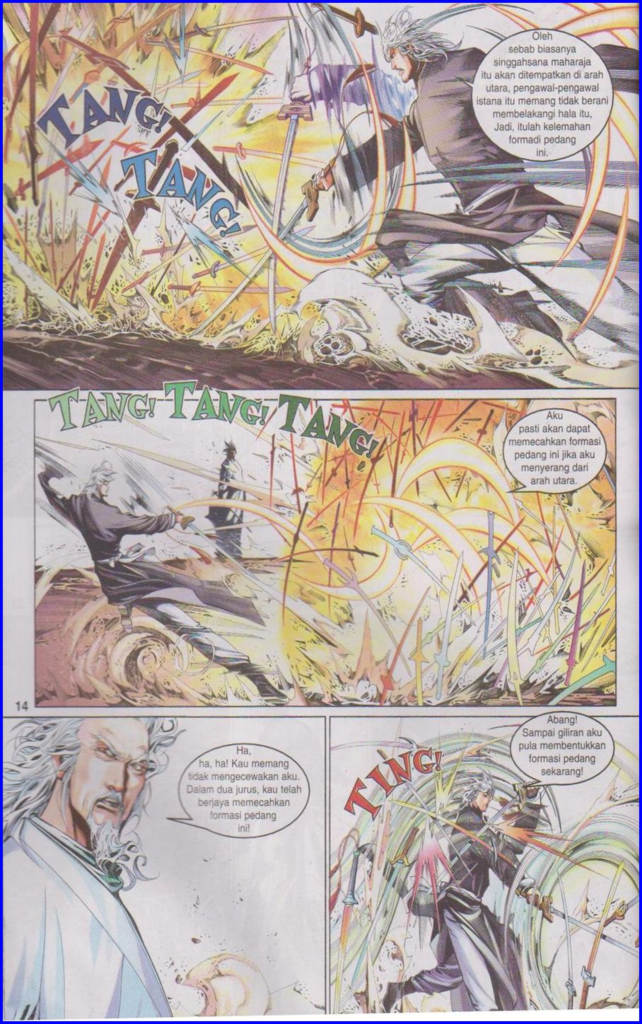 Oleh
sebab biasanya
singgahsana maharaja
itu akan ditempatkan di arah
utara, pengawal-pengawal
istana itu memang tidak berani
membelakangi hala itu,
Jadi, itulah kelemahan
formadi pedang
ini.
TANG!
TANG!
TANG! TANG! TANG!
Aku
pasti akan dapat
memecahkan formasi
pedang ini jika aku
menyerang dari
arah utara.
14
Ha,
ha, ha! Kau memang
tidak mengecewakan aku.
Dalam dua jurus, kau telah
berjaya memecahkan
formasi pedang
ini!
Abang!
Sampai giliran aku
pula membentukkan
formasi pedang
sekarang!
TING!